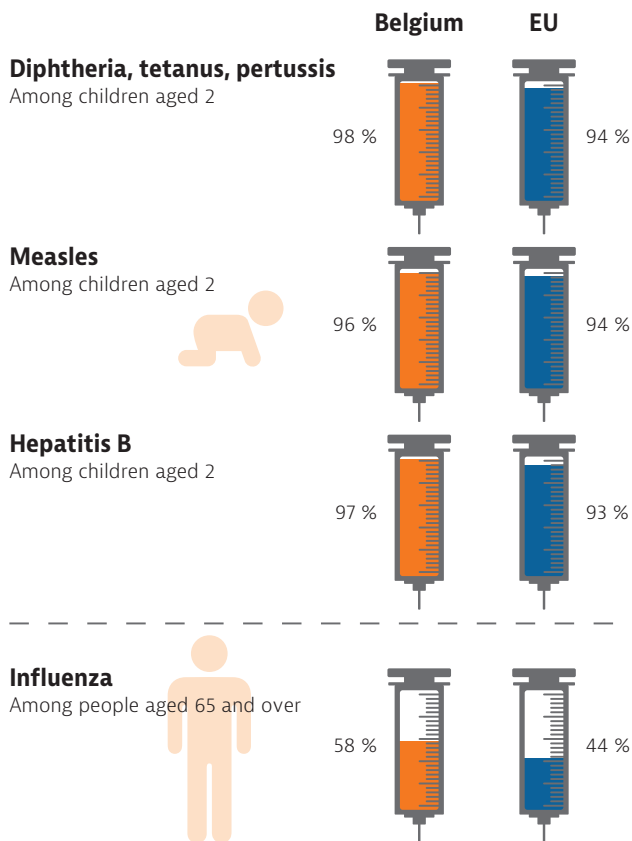 Belgium EU
Diphtheria, tetanus, pertussis
Among children aged 2
98 % 94 %
Measles
Among children aged 2
96 % 94 %
Hepatitis B
Among children aged 2
97 % 93 %
Influenza
Among people aged 65 and over
58 % 44 %